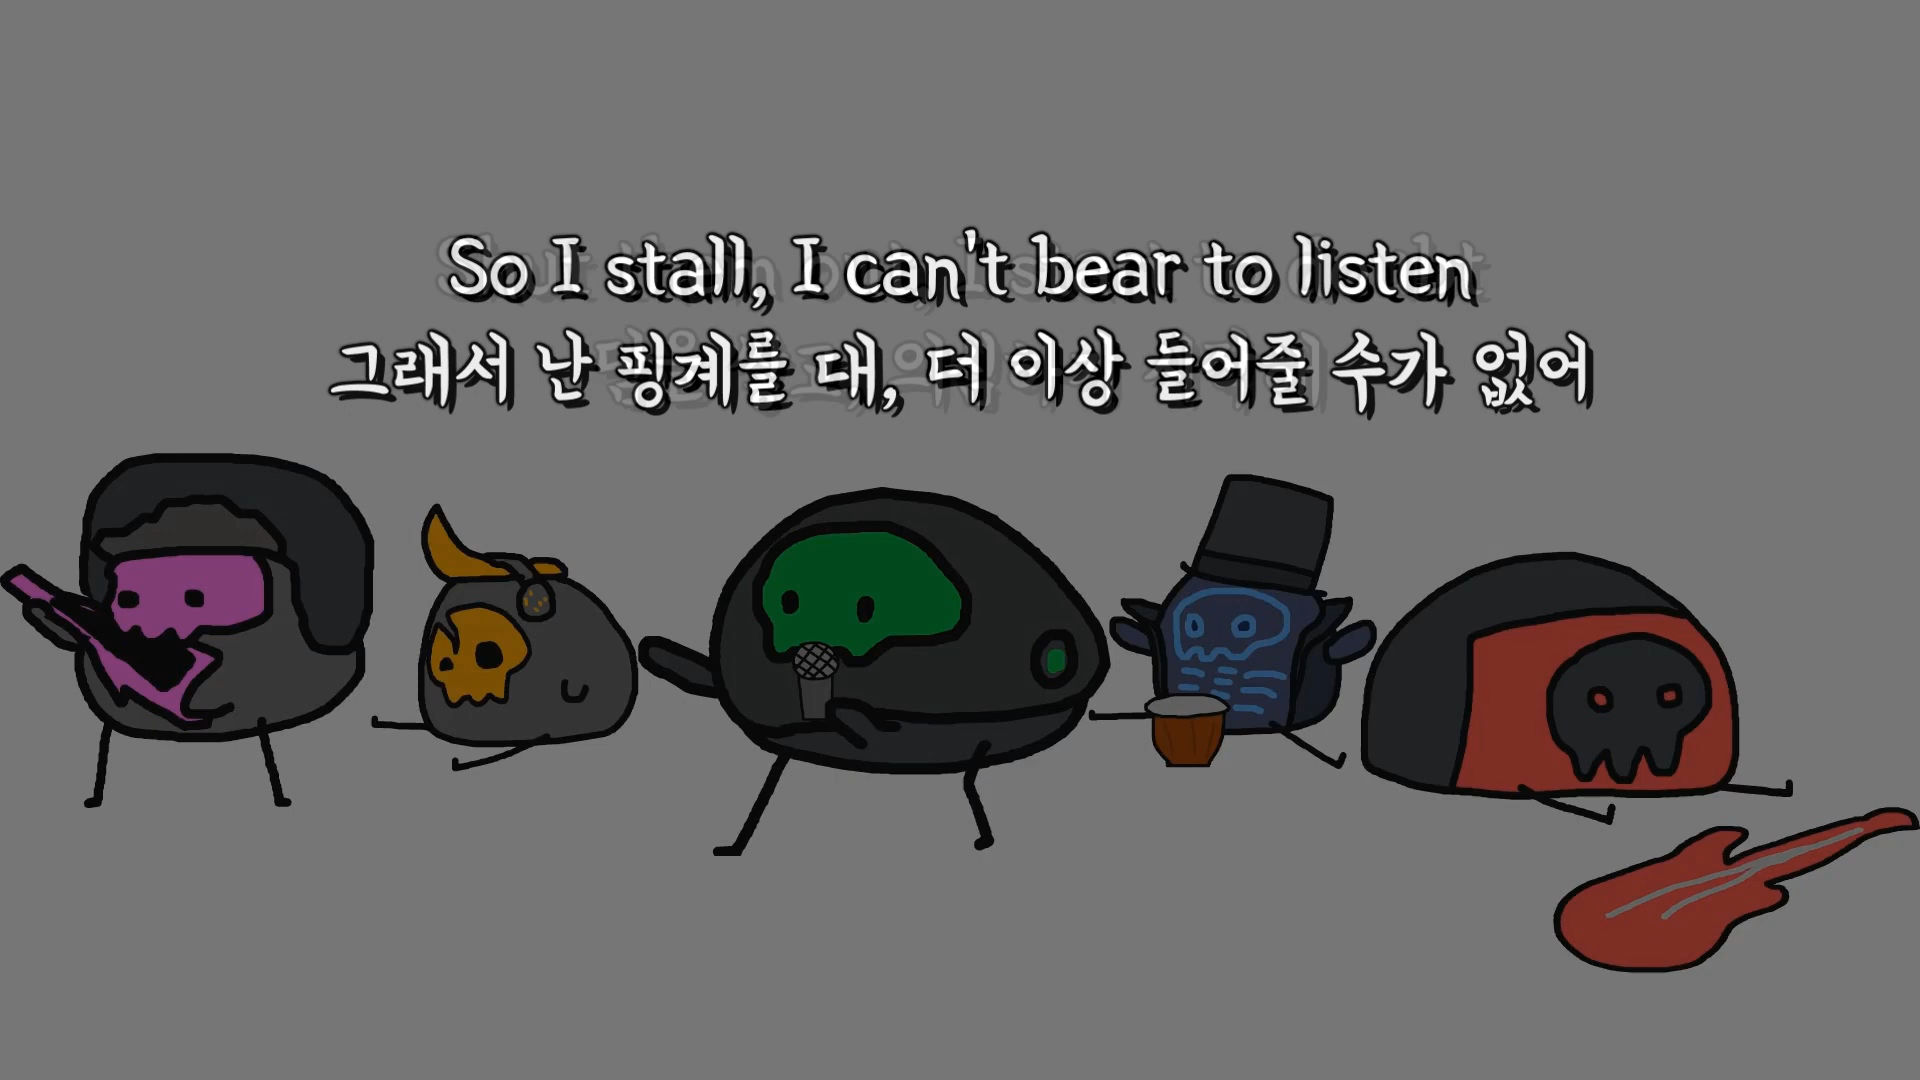 So I stall, I can't bear to listen
그래서 난 핑계를 대, 더 이상 들어줄 수가 없어